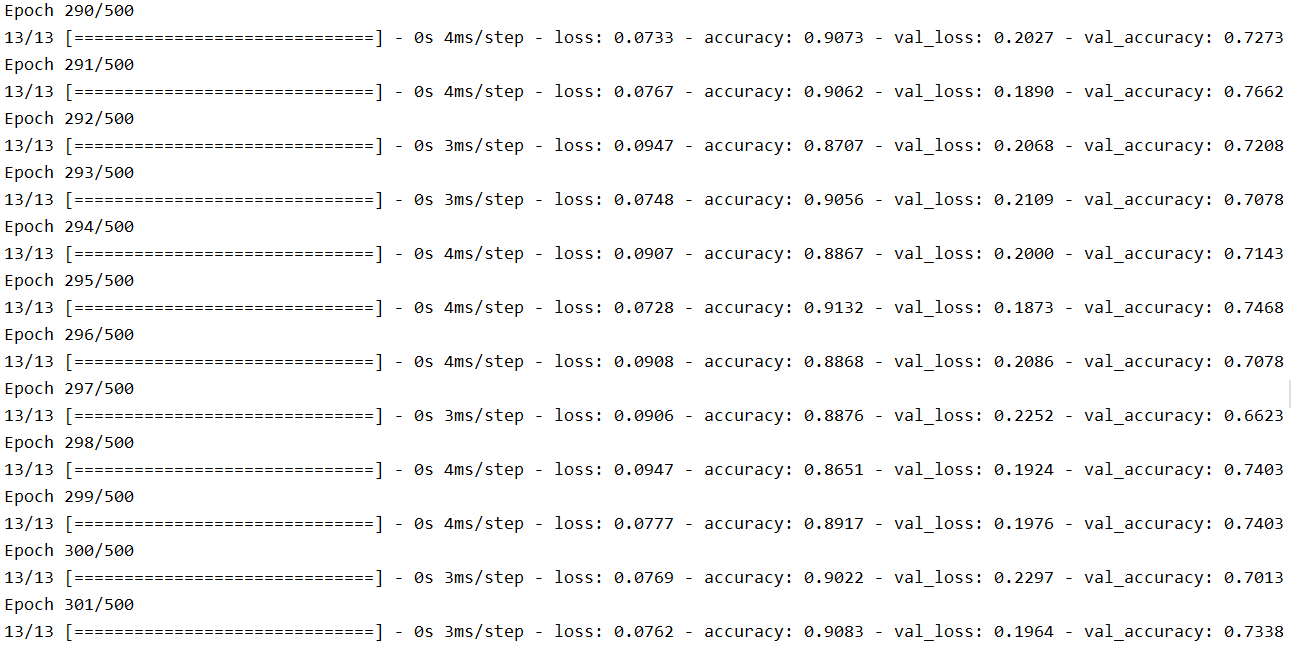 Epoch 290/500
13/13 [==============================] - 0s 4ms/step - loss: 0.0733 - accuracy: 0.9073 - val_loss: 0.2027 - val_accuracy: 0.7273
Epoch 291/500
13/13 [==============================] - 0s 4ms/step - loss: 0.0767 - accuracy: 0.9062 - val_loss: 0.1890 - val_accuracy: 0.7662
Epoch 292/500
13/13 [==============================] - 0s 3ms/step - loss: 0.0947 - accuracy: 0.8707 - val_loss: 0.2068 - val_accuracy: 0.7208
Epoch 293/500
13/13 [==============================] - 0s 3ms/step - loss: 0.0748 - accuracy: 0.9056 - val_loss: 0.2109 - val_accuracy: 0.7078
Epoch 294/500
13/13 [==============================] - 0s 4ms/step - loss: 0.0907 - accuracy: 0.8867 - val_loss: 0.2000 - val_accuracy: 0.7143
Epoch 295/500
13/13 [==============================] - 0s 4ms/step - loss: 0.0728 - accuracy: 0.9132 - val_loss: 0.1873 - val_accuracy: 0.7468
Epoch 296/500
13/13 [==============================] - 0s 4ms/step - loss: 0.0908 - accuracy: 0.8868 - val_loss: 0.2086 - val_accuracy: 0.7078
Epoch 297/500
13/13 [==============================] - 0s 3ms/step - loss: 0.0906 - accuracy: 0.8876 - val_loss: 0.2252 - val_accuracy: 0.6623
Epoch 298/500
13/13 [==============================] - 0s 4ms/step - loss: 0.0947 - accuracy: 0.8651 - val_loss: 0.1924 - val_accuracy: 0.7403
Epoch 299/500
13/13 [==============================] - 0s 4ms/step - loss: 0.0777 - accuracy: 0.8917 - val_loss: 0.1976 - val_accuracy: 0.7403
Epoch 300/500
13/13 [==============================] - 0s 3ms/step - loss: 0.0769 - accuracy: 0.9022 - val_loss: 0.2297 - val_accuracy: 0.7013
Epoch 301/500
13/13 [==============================] - 0s 3ms/step - loss: 0.0762 - accuracy: 0.9083 - val_loss: 0.1964 - val_accuracy: 0.7338